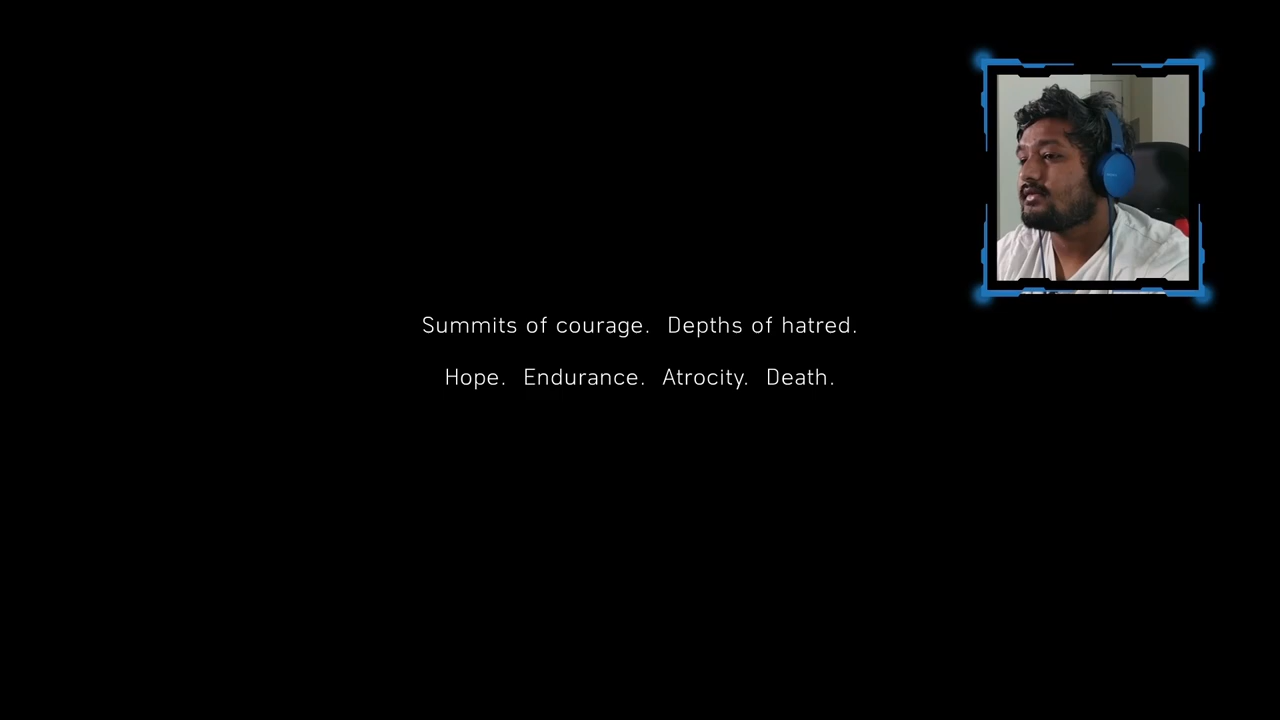 Summits of courage.  Depths of hatred.
Hope.  Endurance.  Atrocity.  Death.